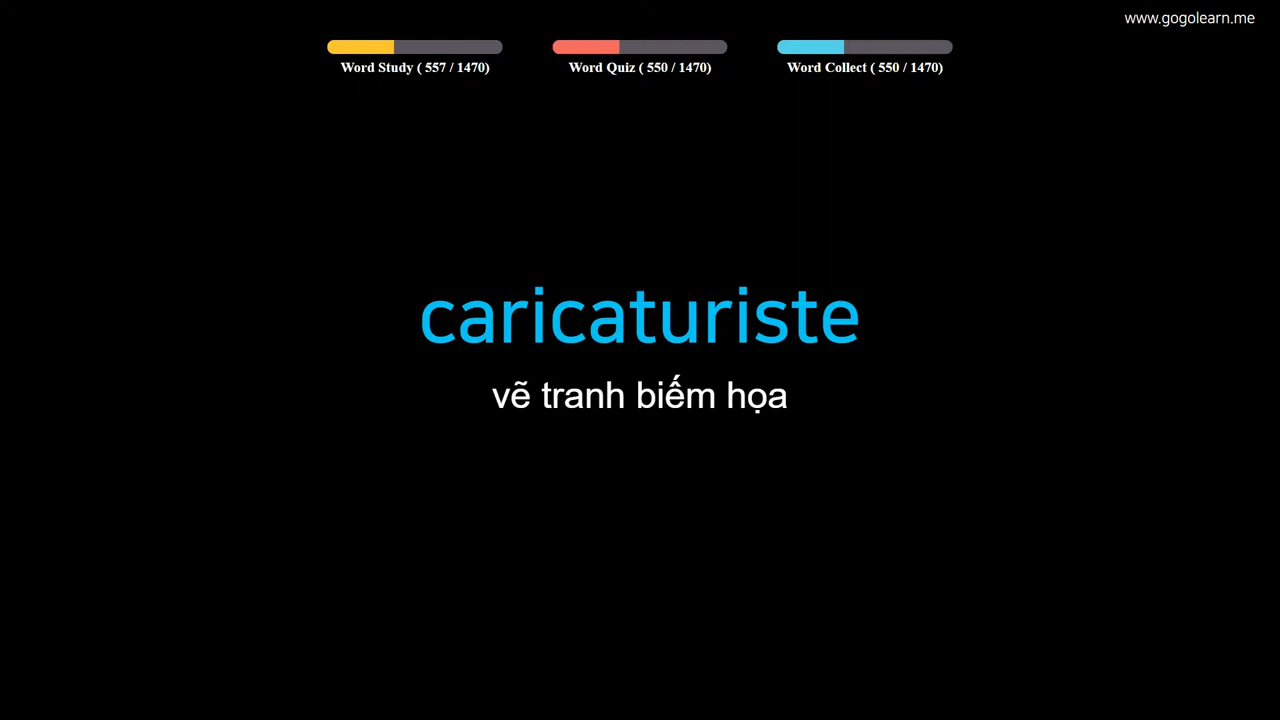 www.gogolearn.me
Word Study ( 557 / 1470)
Word Quiz ( 550 / 1470)
Word Collect ( 550 / 1470)
caricaturiste
vẽ tranh biếm họa